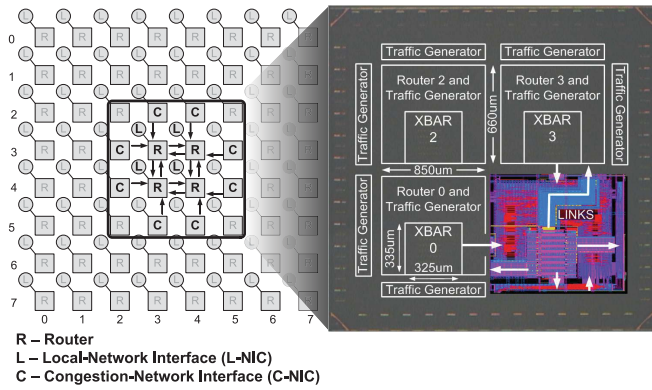 L L L L L L L L
0 R R R R R R R R
L L L L L L L
1 R R R R R R R
L L L L L L
2 R R R C C R R
L L L L L L
3 R R C R R C R
L L L L L L
4 R R C R R C R
L L L L L L
5 R R R C C R R
L L L L L L L
6 R R R R R R R
L L L L L L L
7 R R R R R R R
0 1 2 3 4 5 6 7
R – Router
L – Local-Network Interface (L-NIC)
C – Congestion-Network Interface (C-NIC)
Traffic Generator
Traffic Generator
Traffic Generator
Router 2 and
Traffic Generator
XBAR
2
660um
Router 3 and
Traffic Generator
XBAR
3
Traffic Generator
850um
Traffic Generator
Router 0 and
Traffic Generator
XBAR
0
335um
325um
LINKS
Traffic Generator